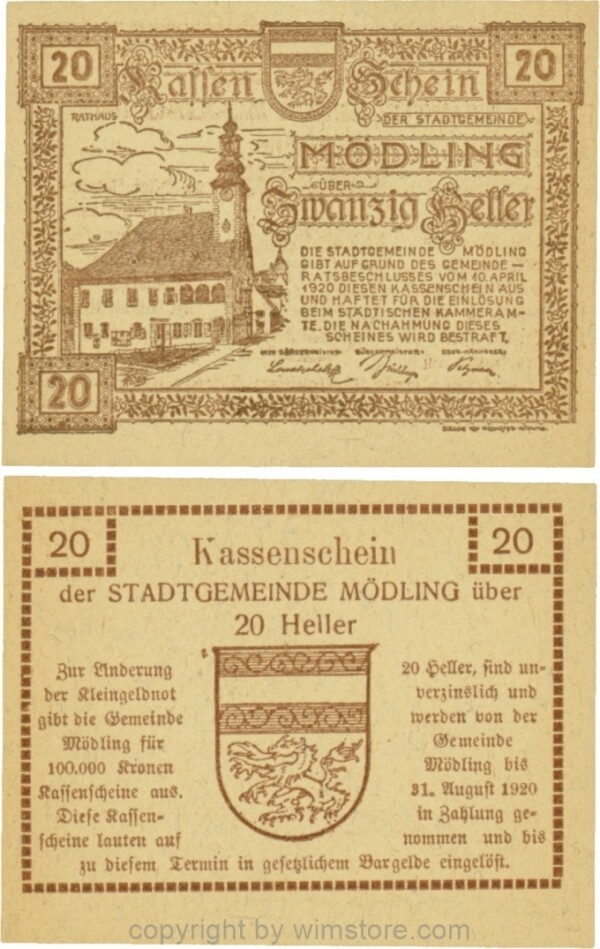 20 Kassen Schein 20
RATHAUS
DER STADTGEMEINDE
MÖDLING
ÜBER
Zwanzig Heller
DIE STADTGEMEINDE MÖDLING
GIBT AUF GRUND DES GEMEINDE-
RATSBESCHLUSSES VOM 10. APRIL
1920 DIESEN KASSENSCHEIN AUS
UND HAFTET FÜR DIE EINLÖSUNG
BEIM STÄDTISCHEN KAMMERAM-
TE. DIE NACHAHMUNG DIESES
SCHEINES WIRD BESTRAFT.
BÜRGERMEISTER
20
20 Kassenschein 20
der STADTGEMEINDE MÖDLING über
20 Heller
Zur Linderung
der Kleingeldnot
gibt die Gemeinde
Mödling für
100.000 Kronen
Kassenscheine aus.
Diese Kassen-
scheine lauten auf
20 Heller, sind un-
verzinslich und
werden von der
Gemeinde
Mödling bis
31. August 1920
in Zahlung ge-
nommen und bis
zu diesem Termin in gesetzlichem Bargelde eingelöst.
copyright by wimstore.com